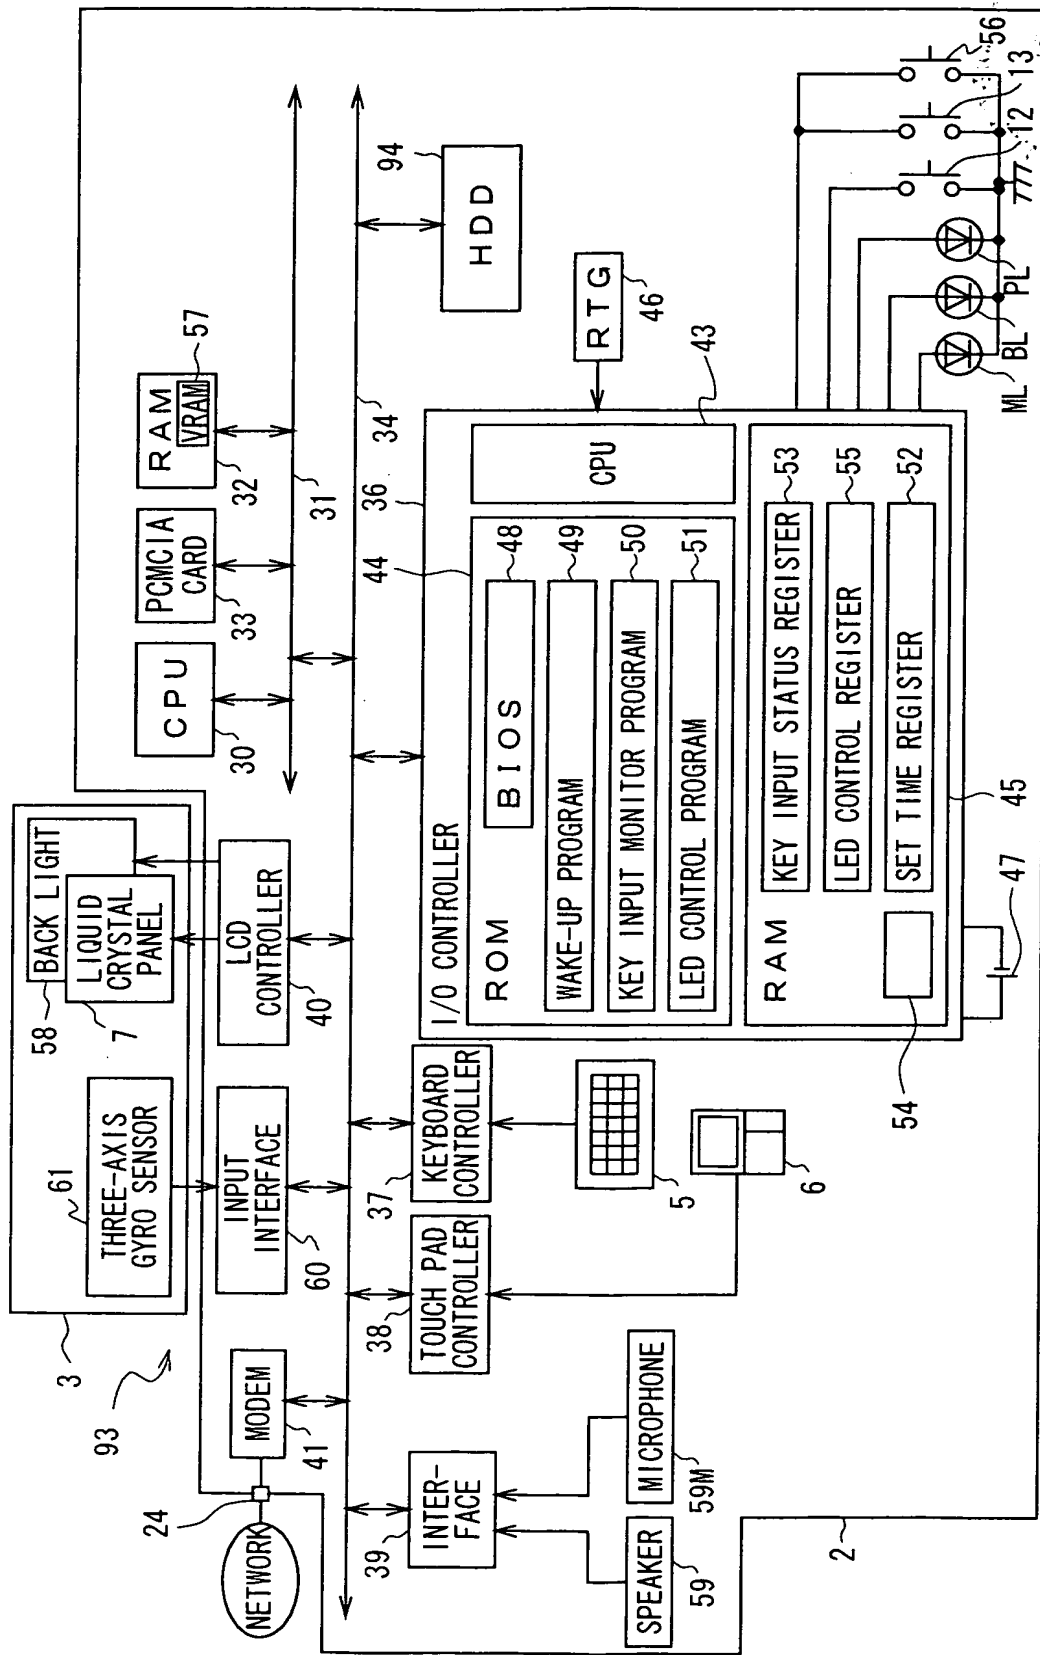 93
3
61
THREE-AXIS
GYRO SENSOR
58
BACK LIGHT
7
LIQUID
CRYSTAL
PANEL
24
NETWORK
MODEM
41
INPUT
INTERFACE
60
LCD
CONTROLLER
40
CPU
30
PCMCIA
CARD
33
RAM
VRAM
57
32
31
34
39
INTER-
FACE
38
TOUCH PAD
CONTROLLER
37
KEYBOARD
CONTROLLER
HDD
94
SPEAKER
59
MICROPHONE
59M
5
6
2
36
I/O CONTROLLER
44
ROM
BIOS
48
WAKE-UP PROGRAM
49
KEY INPUT MONITOR PROGRAM
50
LED CONTROL PROGRAM
51
CPU
43
RTG
46
RAM
KEY INPUT STATUS REGISTER
53
LED CONTROL REGISTER
55
SET TIME REGISTER
52
54
45
47
ML
BL
PL
12
13
56